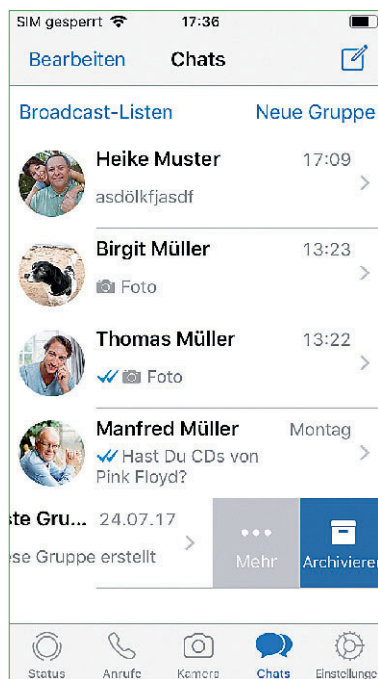 SIM gesperrt 17:36
Bearbeiten Chats
Broadcast-Listen Neue Gruppe
Heike Muster 17:09
asdölkfjasdf
Birgit Müller 13:23
Foto
Thomas Müller 13:22
Foto
Manfred Müller Montag
Hast Du CDs von
Pink Floyd?
te Gru... 24.07.17
se Gruppe erstellt
Mehr Archivieren
Status Anrufe Kamera Chats Einstellunge